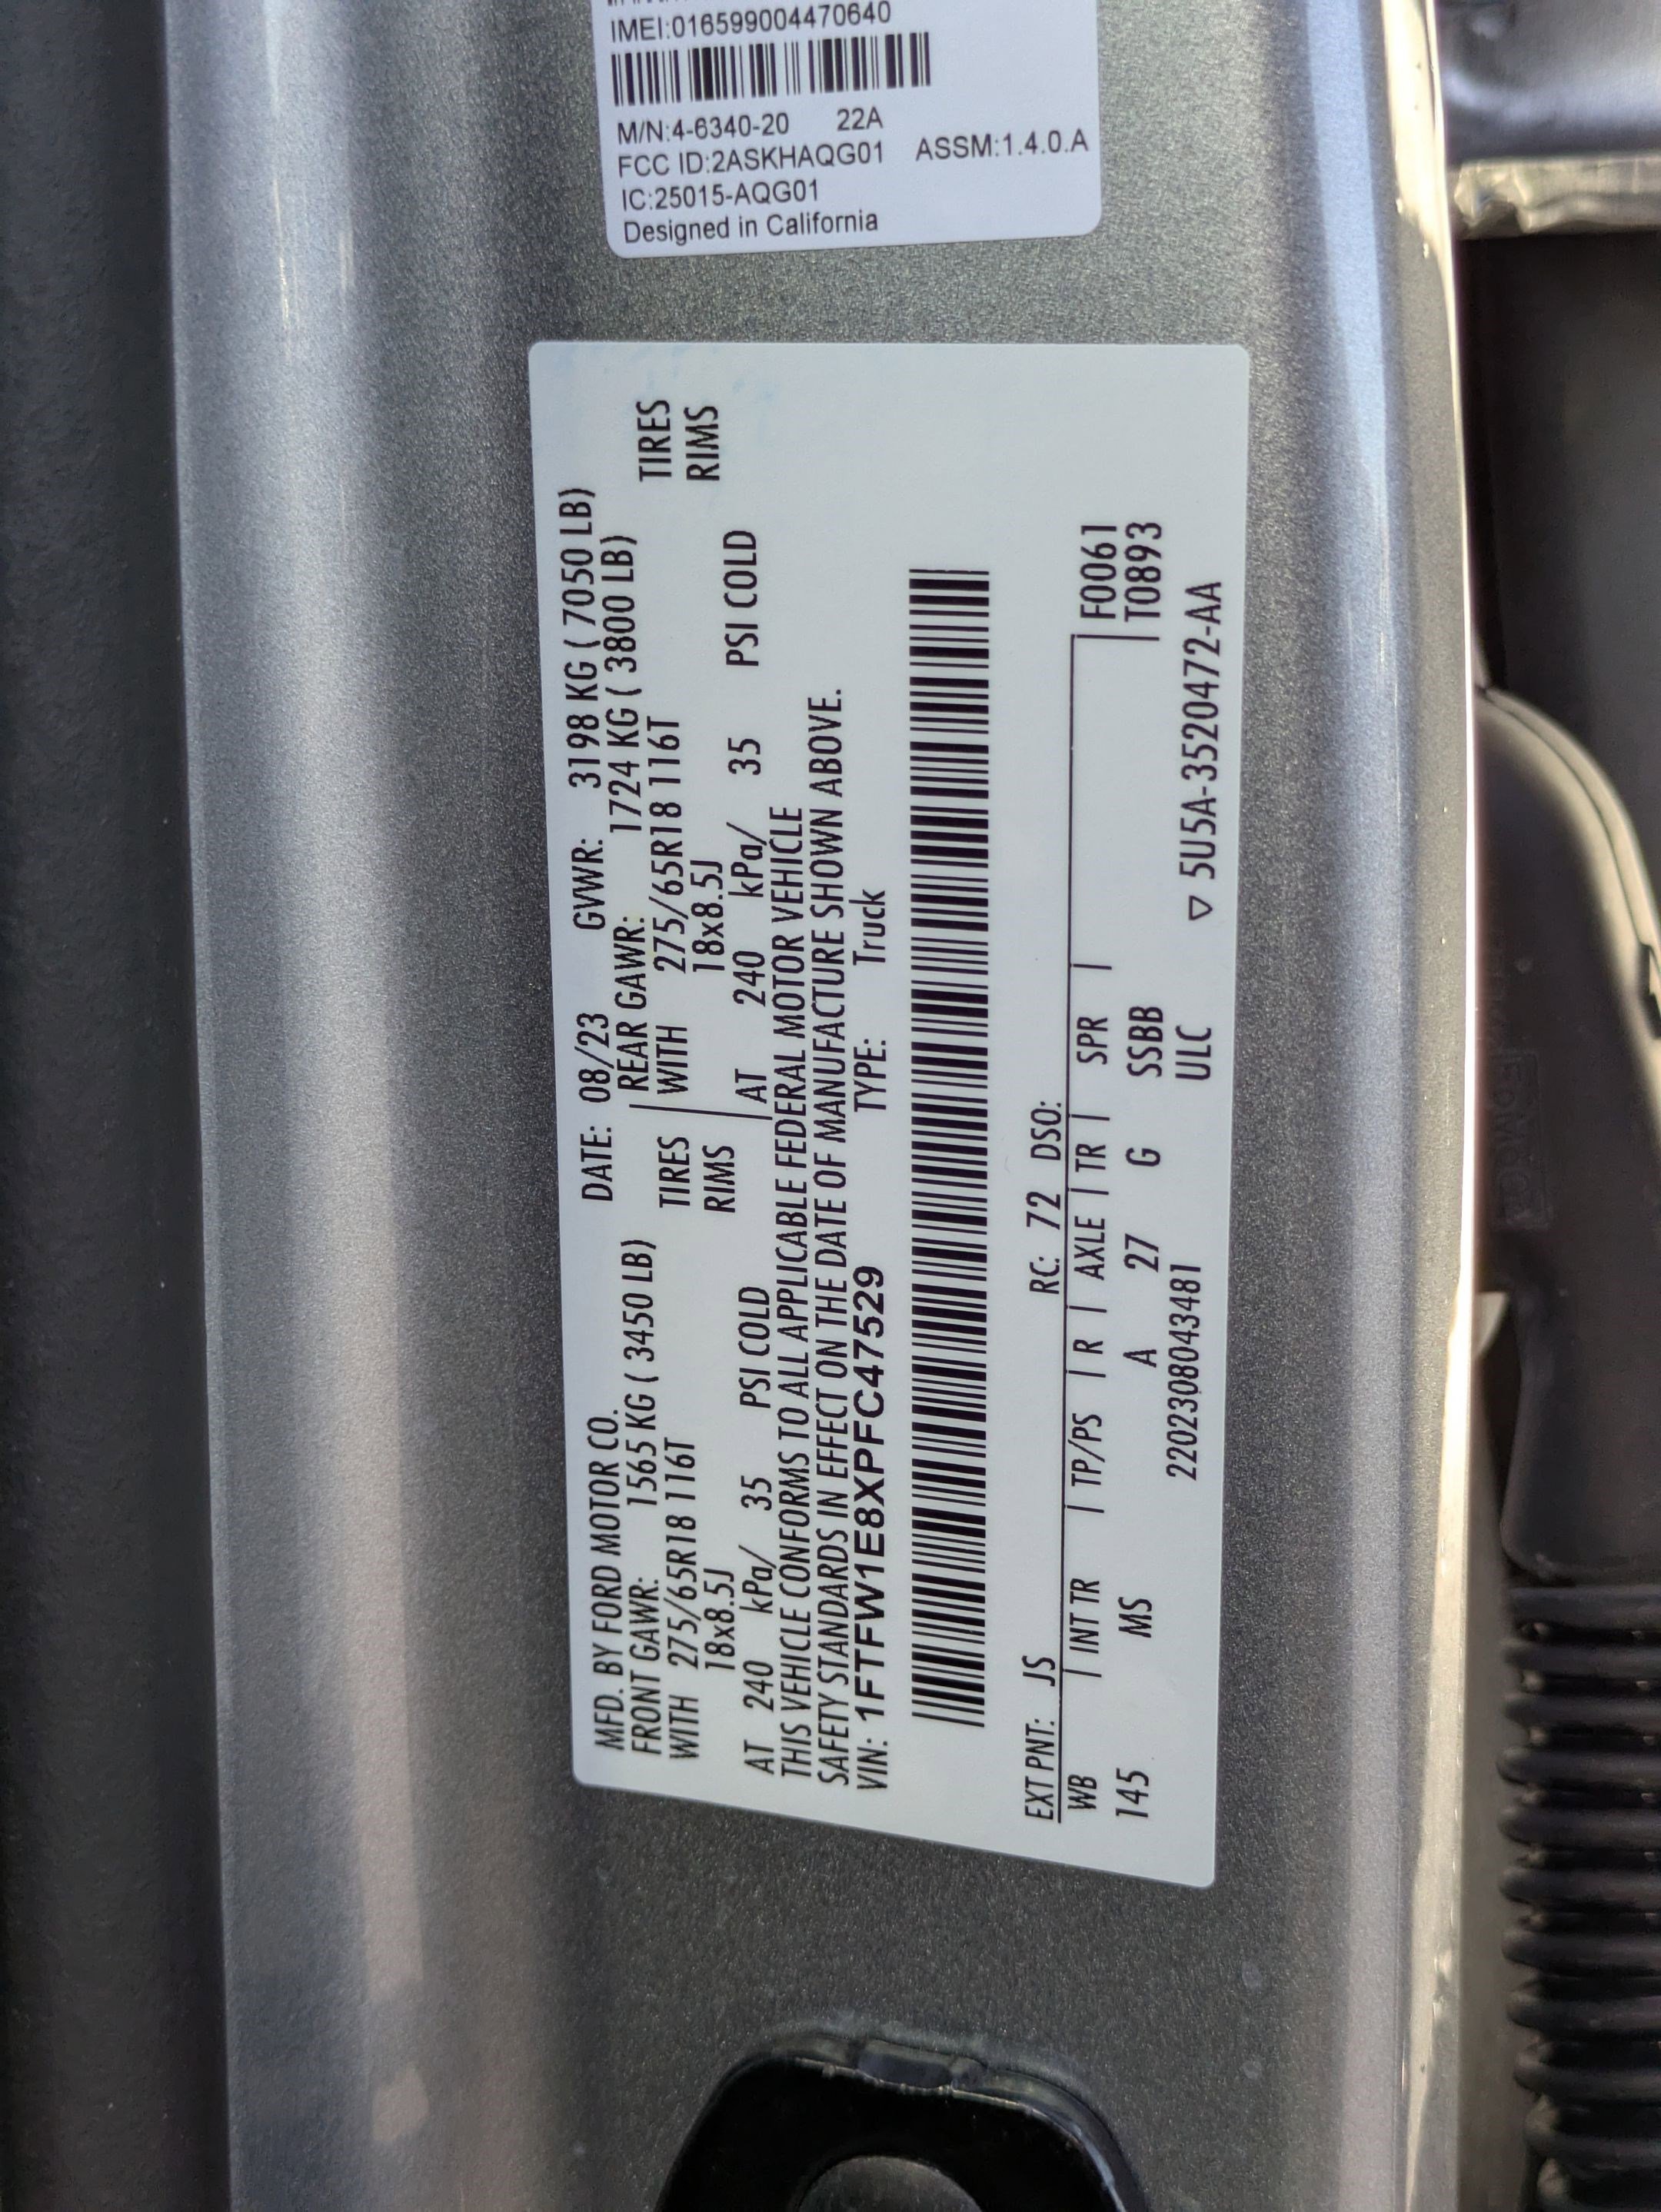 IMEI:016599004470640
M/N:4-6340-20 22A
FCC ID:2ASKHAQG01 ASSM:1.4.0.A
IC:25015-AQG01
Designed in California
MFD. BY FORD MOTOR CO. DATE: 08/23 GVWR: 3198 KG ( 7050 LB)
FRONT GAWR: 1565 KG ( 3450 LB) REAR GAWR: 1724 KG ( 3800 LB)
WITH 275/65R18 116T TIRES WITH 275/65R18 116T TIRES
18x8.5J RIMS 18x8.5J RIMS
AT 240 kPa/ 35 PSI COLD AT 240 kPa/ 35 PSI COLD
THIS VEHICLE CONFORMS TO ALL APPLICABLE FEDERAL MOTOR VEHICLE
SAFETY STANDARDS IN EFFECT ON THE DATE OF MANUFACTURE SHOWN ABOVE.
VIN: 1FTFW1E8XPFC47529 TYPE: Truck
EXT PNT: JS RC: 72 DSO:
WB | INT TR | TP/PS | R | AXLE | TR | SPR | F0061
145 MS A 27 G SSBB T0893
2202308043481 ULC
▽ 5U5A-3520472-AA